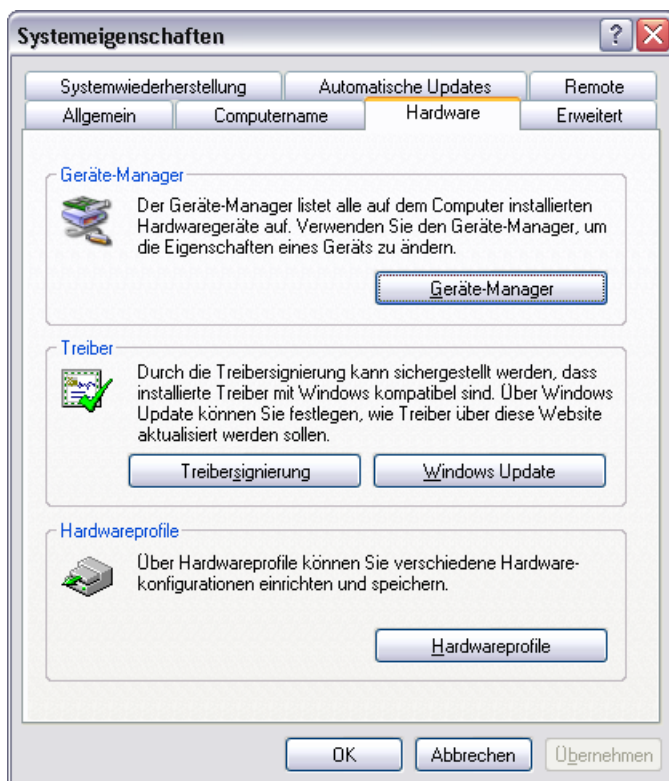 Systemeigenschaften
Systemwiederherstellung Automatische Updates Remote
Allgemein Computername Hardware Erweitert
Geräte-Manager
Der Geräte-Manager listet alle auf dem Computer installierten
Hardwaregeräte auf. Verwenden Sie den Geräte-Manager, um
die Eigenschaften eines Geräts zu ändern.
Geräte-Manager
Treiber
Durch die Treibersignierung kann sichergestellt werden, dass
installierte Treiber mit Windows kompatibel sind. Über Windows
Update können Sie festlegen, wie Treiber über diese Website
aktualisiert werden sollen.
Treibersignierung Windows Update
Hardwareprofile
Über Hardwareprofile können Sie verschiedene Hardware-
konfigurationen einrichten und speichern.
Hardwareprofile
OK Abbrechen Übernehmen